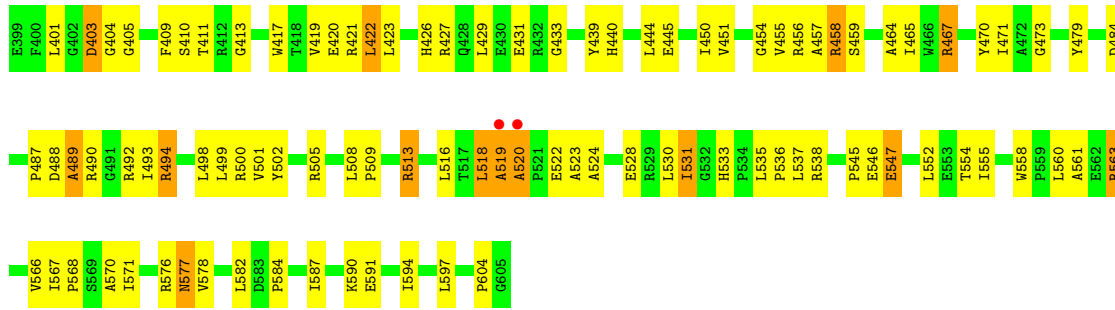 E399 F400 L401 G402 D403 G404 G405 F409 S410 T411 R412 G413 W417 T418 V419 E420 R421 L422 L423 H426 R427 Q428 L429 E430 E431 R432 G433 Y439 H440 L444 E445 I450 V451 G454 V455 R456 A457 R458 S459 A464 I465 W466 R467 Y470 I471 A472 G473 Y479
P487 D488 A489 R490 G491 R492 I493 R494 L498 L499 R500 V501 Y502 R505 L508 P509 R513 L516 T517 L518 A519 A520 P521 E522 A523 A524 E528 R529 L530 I531 G532 H533 P534 L535 P536 L537 R538 P545 E546 E547 L552 E553 T554 I555 W558 P559 L560 A561 E562
V566 I567 P568 S569 A570 I571 R576 N577 V578 L582 D583 P584 I587 K590 E591 I594 L597 P604 G605